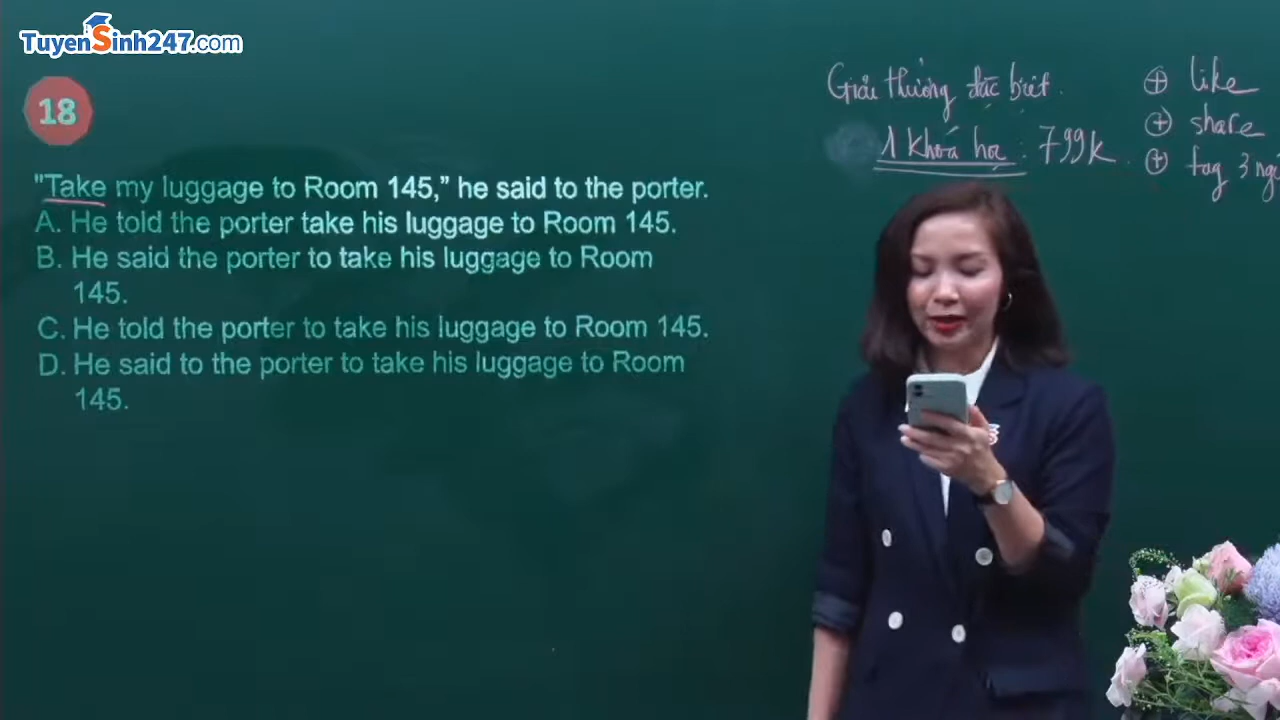 TuyenSinh247.com
18
"Take my luggage to Room 145,” he said to the porter.
A. He told the porter take his luggage to Room 145.
B. He said the porter to take his luggage to Room
145.
C. He told the porter to take his luggage to Room 145.
D. He said to the porter to take his luggage to Room
145.
Giải thưởng đặc biệt.
1 khoá học : 799k.
+ like
+ share
+ tag 3